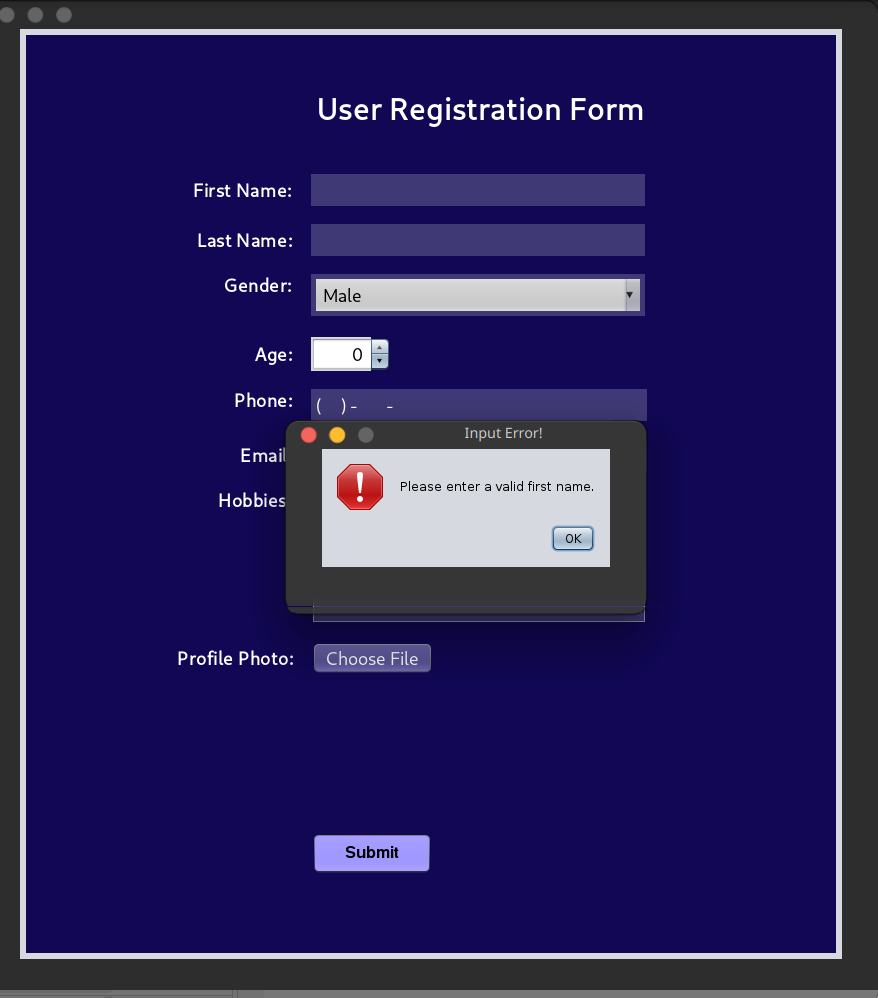 User Registration Form
First Name:
Last Name:
Gender: Male
Age: 0
Phone: (   ) -     -
Input Error!
Email
Please enter a valid first name.
Hobbies
OK
Profile Photo: Choose File
Submit